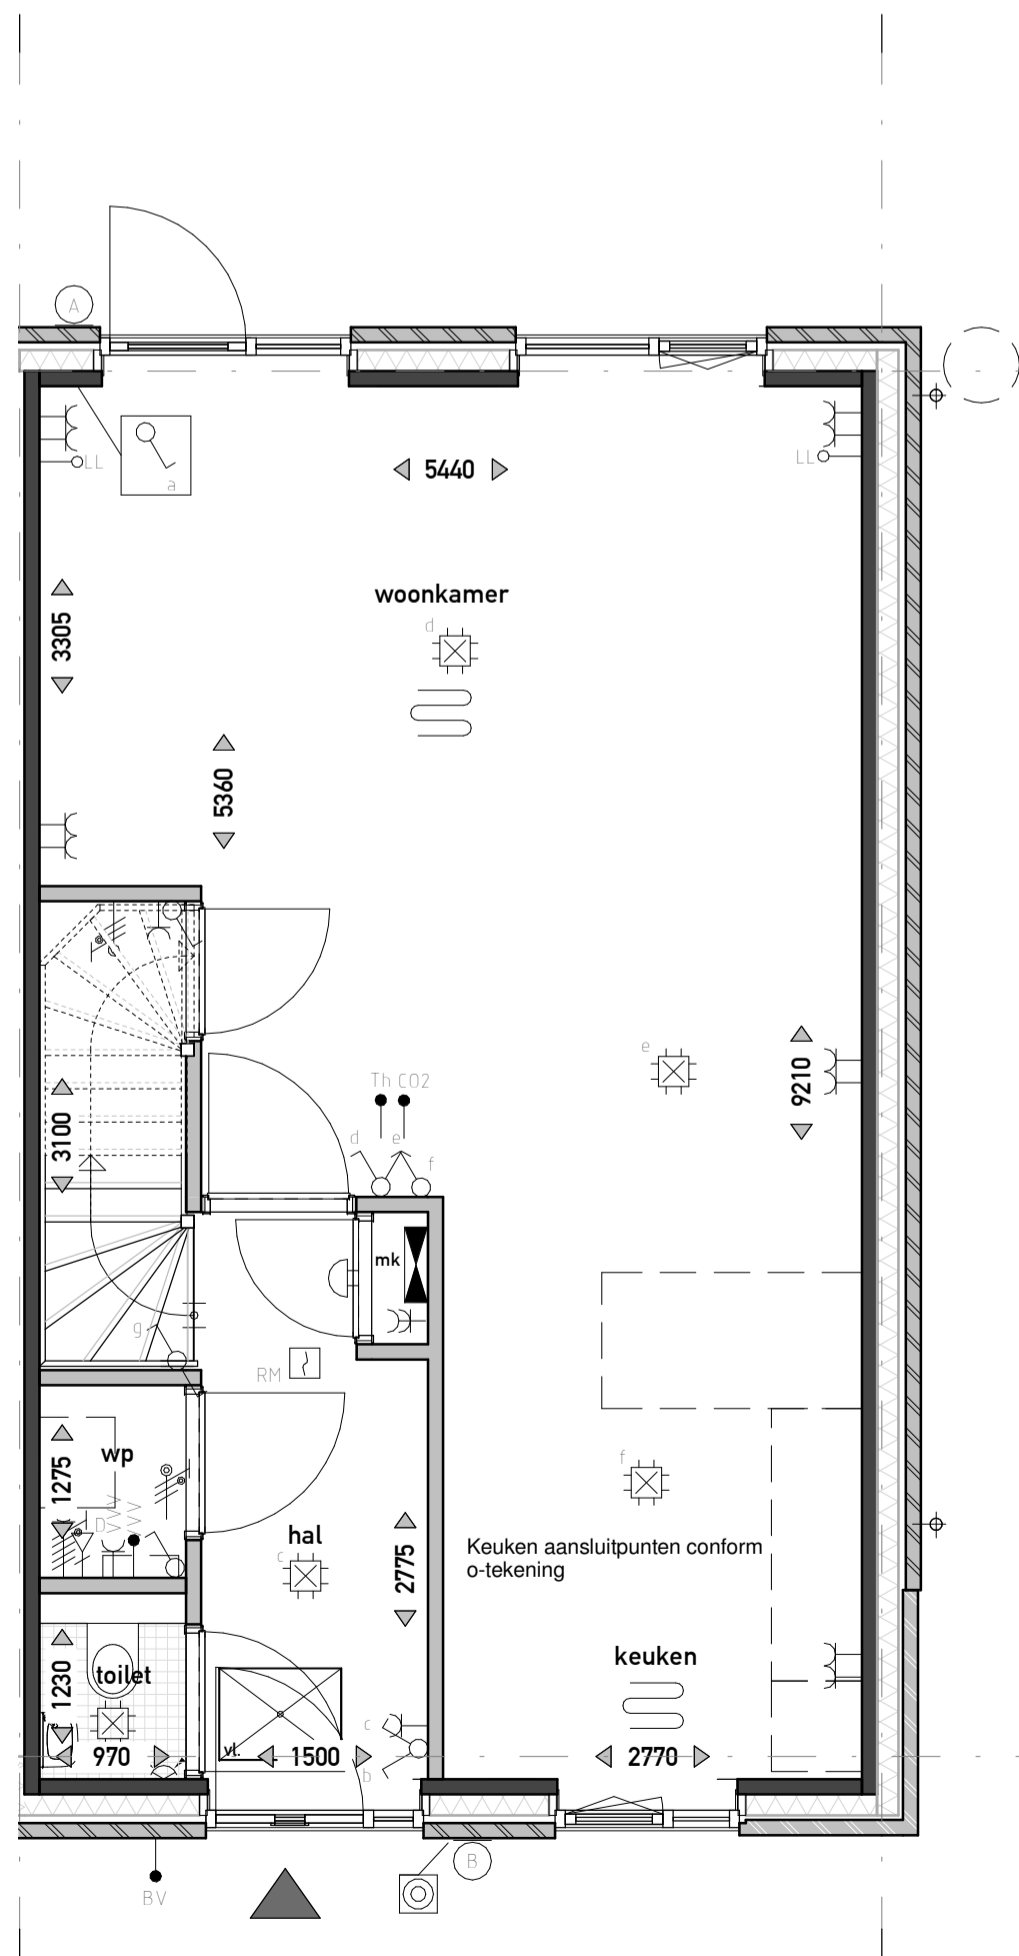 A
LL
a
LL
5440
woonkamer
d
3305
5360
e
9210
Th CO2
d
e
f
3100
mk
g
RM
wp
1275
D
f
hal
c
2775
Keuken aansluitpunten conform
o-tekening
keuken
toilet
1230
c
vl.
970
1500
b
2770
BV
B